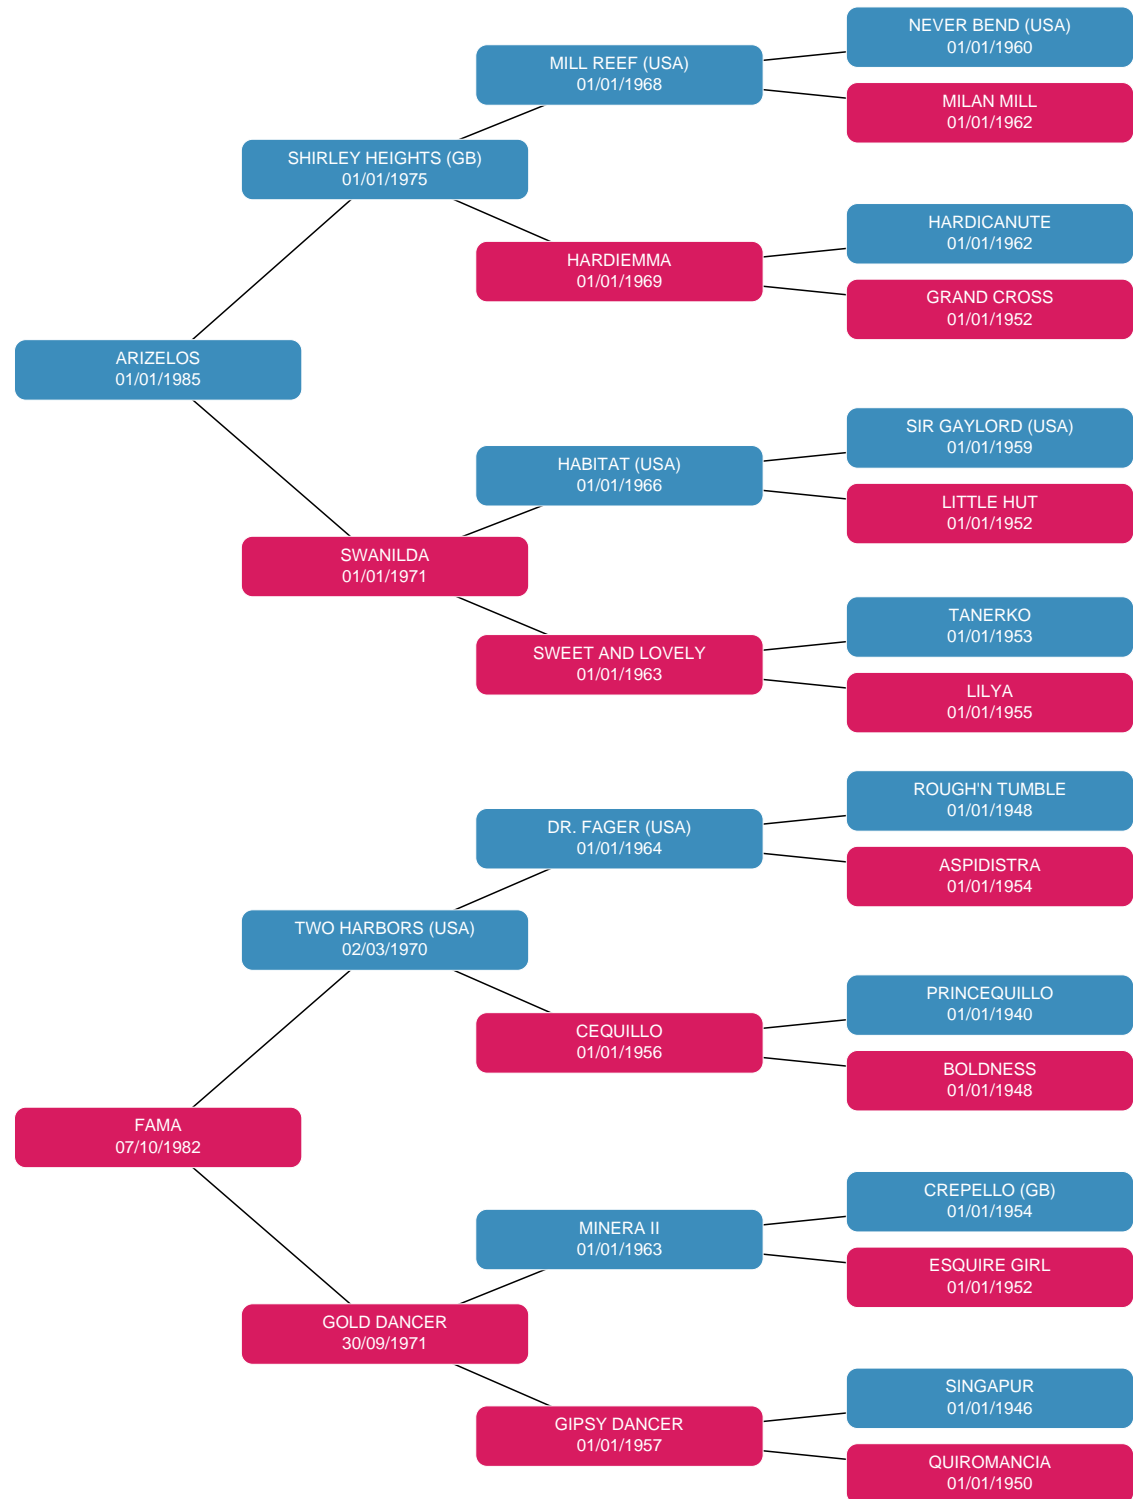 NEVER BEND (USA)
01/01/1960
MILL REEF (USA)
01/01/1968
MILAN MILL
01/01/1962
SHIRLEY HEIGHTS (GB)
01/01/1975
HARDICANUTE
01/01/1962
HARDIEMMA
01/01/1969
GRAND CROSS
01/01/1952
ARIZELOS
01/01/1985
SIR GAYLORD (USA)
01/01/1959
HABITAT (USA)
01/01/1966
LITTLE HUT
01/01/1952
SWANILDA
01/01/1971
TANERKO
01/01/1953
SWEET AND LOVELY
01/01/1963
LILYA
01/01/1955
ROUGH'N TUMBLE
01/01/1948
DR. FAGER (USA)
01/01/1964
ASPIDISTRA
01/01/1954
TWO HARBORS (USA)
02/03/1970
PRINCEQUILLO
01/01/1940
CEQUILLO
01/01/1956
BOLDNESS
01/01/1948
FAMA
07/10/1982
CREPELLO (GB)
01/01/1954
MINERA II
01/01/1963
ESQUIRE GIRL
01/01/1952
GOLD DANCER
30/09/1971
SINGAPUR
01/01/1946
GIPSY DANCER
01/01/1957
QUIROMANCIA
01/01/1950